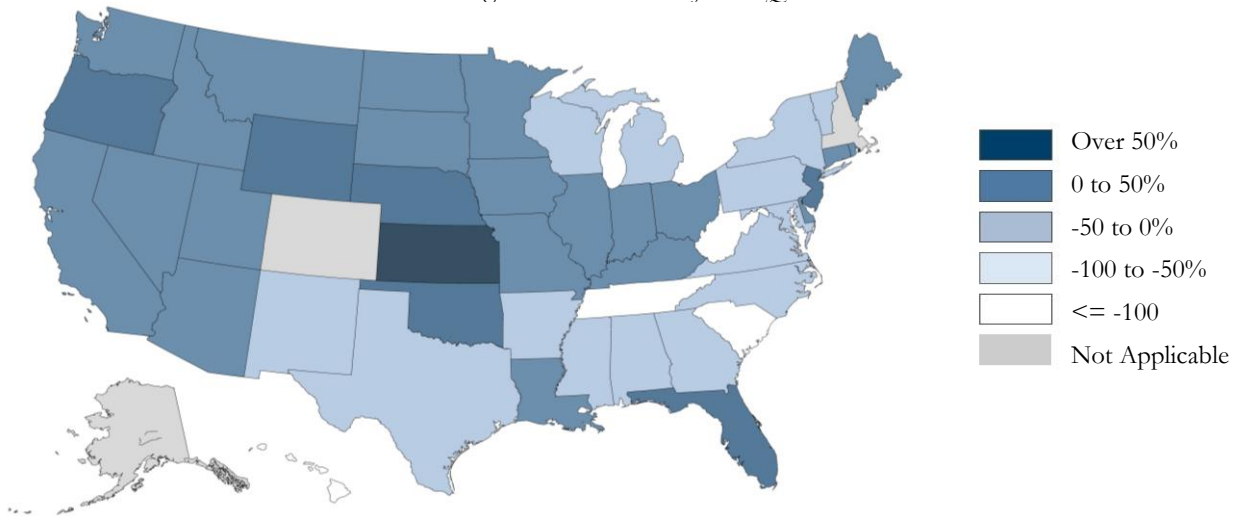 Over 50%
0 to 50%
-50 to 0%
-100 to -50%
<= -100
Not Applicable